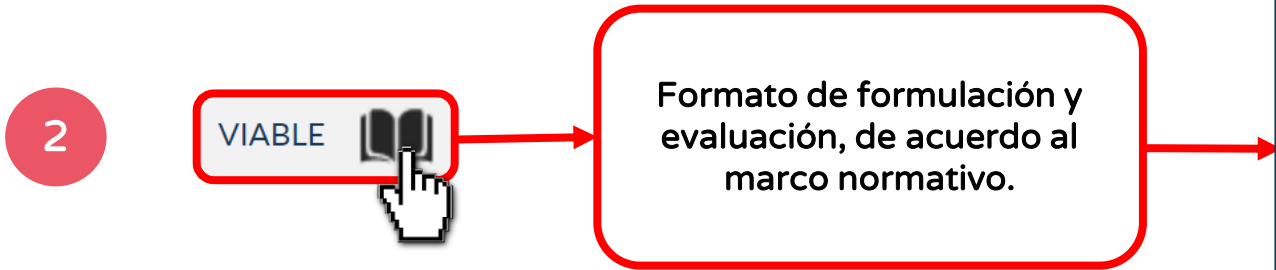 2
VIABLE
Formato de formulación y
evaluación, de acuerdo al
marco normativo.